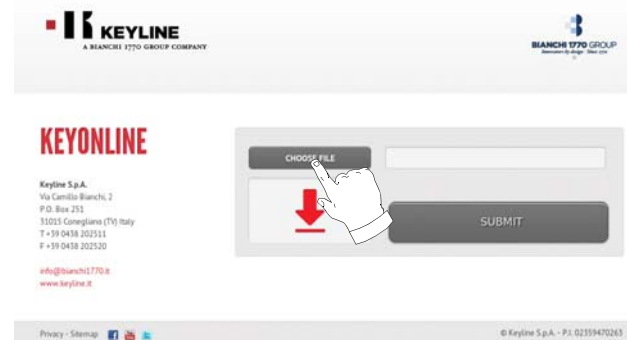 KEYLINE
A BIANCHI 1770 GROUP COMPANY
BIANCHI 1770 GROUP
KEYONLINE
CHOOSE FILE
SUBMIT
Keyline S.p.A.
Via Camillo Bianchi, 2
P.O. Box 251
31015 Conegliano (TV) Italy
T +39 0438 202511
F +39 0438 202520
info@bianchi1770.it
www.keyline.it
Privacy - Sitemap
© Keyline S.p.A. - P.I. 02359470263